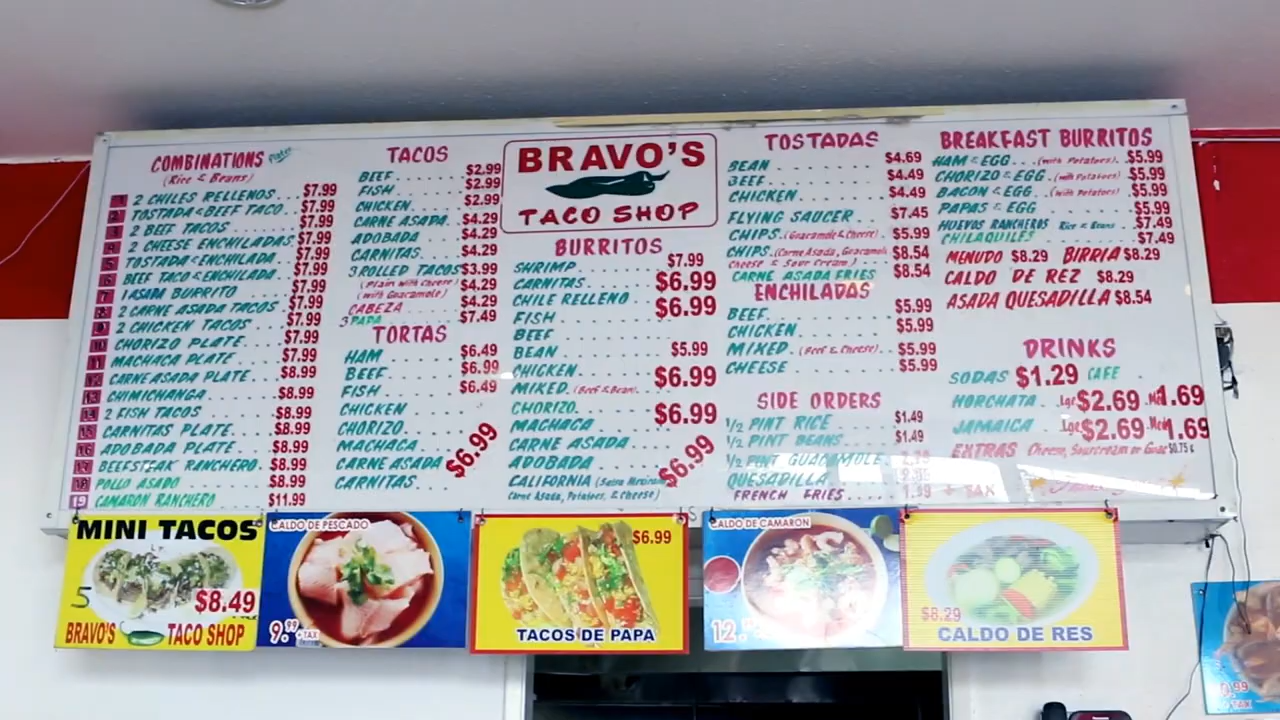 COMBINATIONS Plates
(Rice & Beans)
1 2 CHILES RELLENOS. $7.99
2 TOSTADA & BEEF TACO. $7.99
3 2 BEEF TACOS $7.99
4 2 CHEESE ENCHILADAS $7.99
5 TOSTADA & ENCHILADA. $7.99
6 BEEF TACO & ENCHILADA. $7.99
7 1 ASADA BURRITO $7.99
8 2 CARNE ASADA TACOS $7.99
9 2 CHICKEN TACOS $7.99
10 CHORIZO PLATE $7.99
11 MACHACA PLATE $7.99
12 CARNE ASADA PLATE $8.99
13 CHIMICHANGA
14 2 FISH TACOS $8.99
15 CARNITAS PLATE $8.99
16 ADOBADA PLATE $8.99
17 BEEFSTEAK RANCHERO. $8.99
18 POLLO ASADO $8.99
19 CAMARON RANCHERO $11.99
TACOS
BEEF $2.99
FISH $2.99
CHICKEN $2.99
CARNE ASADA $4.29
ADOBADA $4.29
CARNITAS $4.29
3 ROLLED TACOS $3.99
(Plain with Cheese) $4.29
(with Guacamole) $4.29
CABEZA $4.29
3 PAPA $7.49
TORTAS
HAM $6.49
BEEF $6.99
FISH $6.49
CHICKEN
CHORIZO
MACHACA
CARNE ASADA $6.99
CARNITAS
BRAVO'S
TACO SHOP
BURRITOS
SHRIMP $7.99
CARNITAS $6.99
CHILE RELLENO $6.99
FISH
BEEF
BEAN $5.99
CHICKEN $6.99
MIXED. (Beef & Bean)
CHORIZO $6.99
MACHACA
CARNE ASADA
ADOBADA $6.99
CALIFORNIA (Salsa Mexicana
Carne Asada, Potatoes, & Cheese)
TOSTADAS
BEAN $4.69
BEEF $4.49
CHICKEN $4.49
FLYING SAUCER $7.45
CHIPS. (Guacamole & Cheese) $5.99
CHIPS. (Carne Asada, Guacamole $8.54
Cheese & Sour Cream)
CARNE ASADA FRIES $8.54
ENCHILADAS
BEEF $5.99
CHICKEN $5.99
MIXED. (Beef & Cheese) $5.99
CHEESE $5.99
SIDE ORDERS
1/2 PINT RICE $1.49
1/2 PINT BEANS $1.49
1/2 PINT GUACAMOLE
QUESADILLA
FRENCH FRIES 1.99 + TAX
BREAKFAST BURRITOS
HAM & EGG (with Potatoes) $5.99
CHORIZO & EGG (with Potatoes) $5.99
BACON & EGG (with Potatoes) $5.99
PAPAS & EGG $5.99
HUEVOS RANCHEROS Rice & Beans $7.49
CHILAQUILES $7.49
MENUDO $8.29 BIRRIA $8.29
CALDO DE REZ $8.29
ASADA QUESADILLA $8.54
DRINKS
SODAS $1.29 CAFE
HORCHATA Lge $2.69 Med 1.69
JAMAICA Lge $2.69 Med 1.69
EXTRAS Cheese, Sourcream or Guac $0.75 ¢
MINI TACOS
5 $8.49
BRAVO'S TACO SHOP
CALDO DE PESCADO
9.99 + TAX
$6.99
TACOS DE PAPA
CALDO DE CAMARON
12.
$8.29
CALDO DE RES